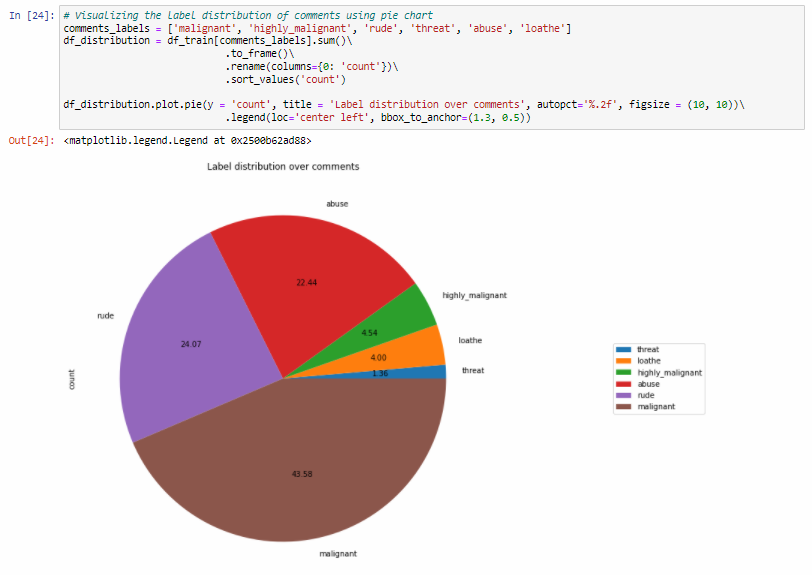 In [24]: # Visualizing the Label distribution of comments using pie chart
comments_labels = ['malignant', 'highly_malignant', 'rude', 'threat', 'abuse', 'loathe']
df_distribution = df_train[comments_labels].sum()\
.to_frame()\
.rename(columns={0: 'count'})\
.sort_values('count')
df_distribution.plot.pie(y = 'count', title = 'Label distribution over comments', autopct='%.2f', figsize = (10, 10))\
.legend(loc='center left', bbox_to_anchor=(1.3, 0.5))
Out[24]: <matplotlib.legend.Legend at 0x2500b62ad88>
Label distribution over comments
abuse
22.44
highly_malignant
4.54
rude
24.07
loathe
4.00
threat
1.36
count
43.58
malignant
threat
loathe
highly_malignant
abuse
rude
malignant